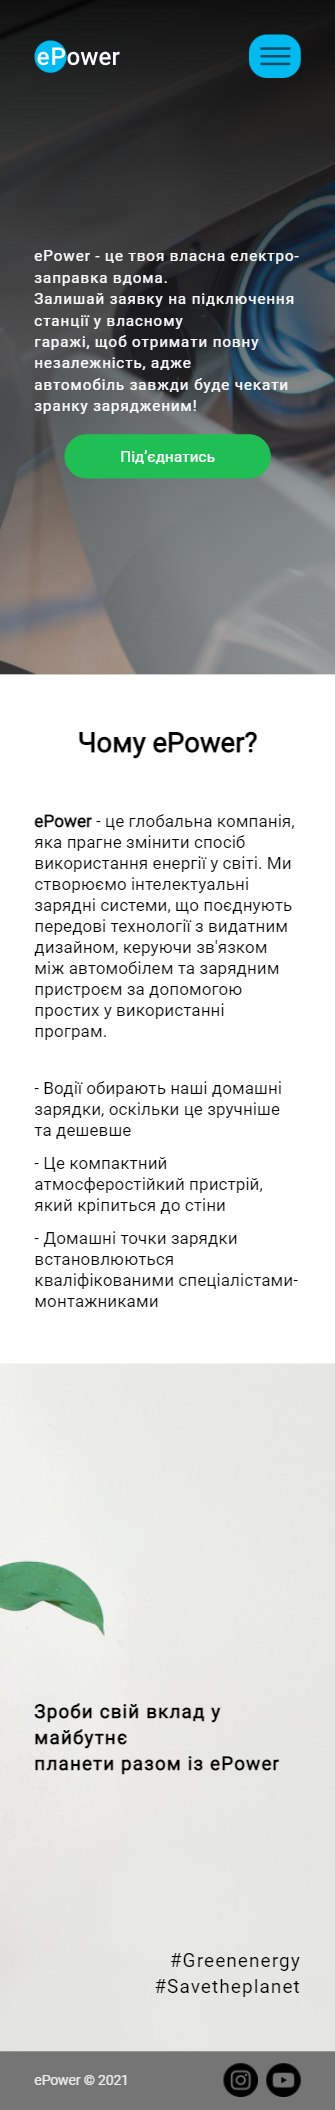 ePower
ePower - це твоя власна електро-
заправка вдома.
Залишай заявку на підключення
станції у власному
гаражі, щоб отримати повну
незалежність, адже
автомобіль завжди буде чекати
зранку зарядженим!
Під’єднатись
Чому ePower?
ePower - це глобальна компанія,
яка прагне змінити спосіб
використання енергії у світі. Ми
створюємо інтелектуальні
зарядні системи, що поєднують
передові технології з видатним
дизайном, керуючи зв'язком
між автомобілем та зарядним
пристроєм за допомогою
простих у використанні
програм.
- Водії обирають наші домашні
зарядки, оскільки це зручніше
та дешевше
- Це компактний
атмосферостійкий пристрій,
який кріпиться до стіни
- Домашні точки зарядки
встановлюються
кваліфікованими спеціалістами-
монтажниками
Зроби свій вклад у
майбутнє
планети разом із ePower
#Greenenergy
#Savetheplanet
ePower © 2021